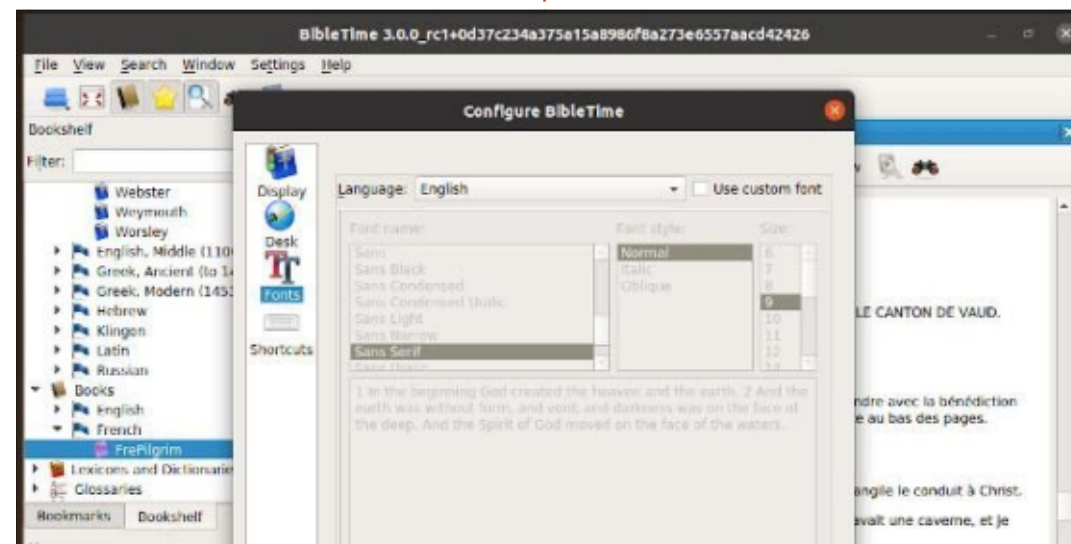 BibleTime 3.0.0_rc1+0d37c234a375a15a8986f8a273e6557aacd42426
File View Search Window Settings Help
Configure BibleTime
Bookshelf
Filter:
Webster
Weymouth
Worsley
English, Middle (110
Greek, Ancient (to 14
Greek, Modern (1453
Hebrew
Klingon
Latin
Russian
Books
English
French
FrePilgrim
Lexicons and Dictionarie
Glossaries
Bookmarks Bookshelf
Display
Desk
Fonts
Shortcuts
Language: English Use custom font
Font name: Font style: Size:
Sans Normal 6
Sans Black Italic 7
Sans Condensed Oblique 8
Sans Condensed Uralic 9
Sans Light 10
Sans Narrow 11
Sans Serif 12
14
1 In the beginning God created the heaven and the earth. 2 And the
earth was without form, and void; and darkness was on the face of
the deep. And the Spirit of God moved on the face of the waters.
LE CANTON DE VAUD.
ndre avec la bénédiction
e au bas des pages.
angile le conduit à Christ.
avait une caverne, et je